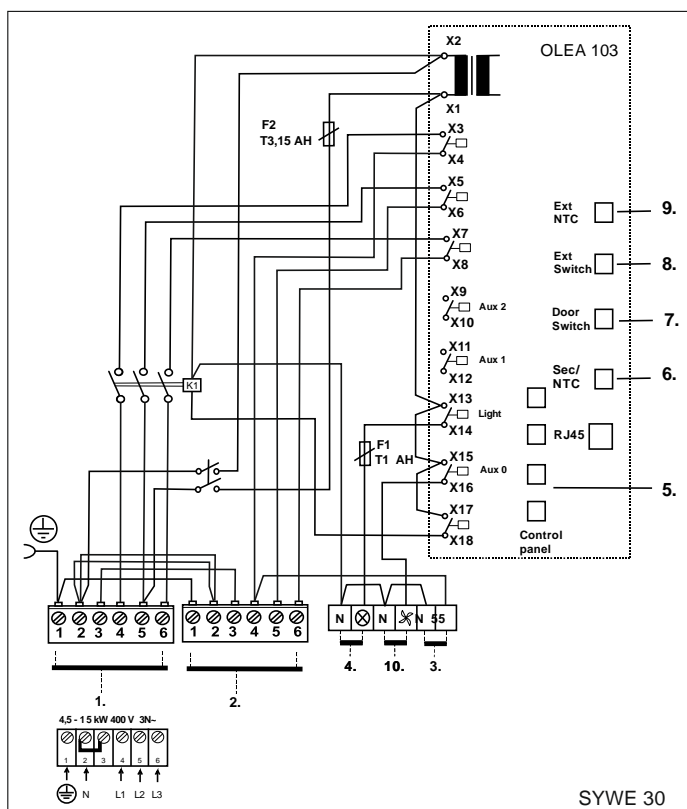 X2
OLEA 103
X1
F2
T3,15 AH
X3
X4
X5
X6
Ext
NTC
9.
X7
X8
Ext
Switch
8.
X9
Aux 2
X10
Door
Switch
7.
X11
Aux 1
X12
Sec/
NTC
6.
K1
X13
Light
X14
F1
T1 AH
RJ45
X15
Aux 0
X16
5.
X17
X18
Control
panel
1 2 3 4 5 6
1 2 3 4 5 6
N N N 55
4. 10. 3.
1. 2.
4,5 - 15 kW 400 V 3N~
1 2 3 4 5 6
N L1 L2 L3
SYWE 30